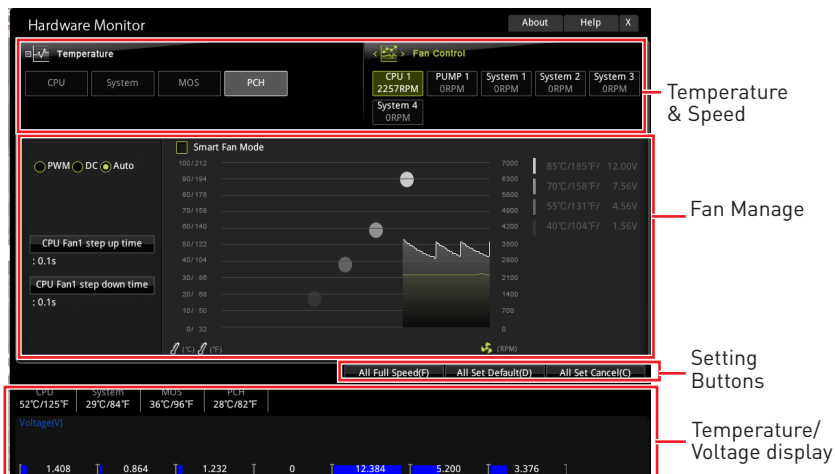 Hardware Monitor
About Help X
Temperature
Fan Control
CPU System MOS PCH
CPU 1 PUMP 1 System 1 System 2 System 3
2257RPM 0RPM 0RPM 0RPM 0RPM
System 4
0RPM
Temperature
& Speed
Smart Fan Mode
PWM DC Auto
100/212 7000 85°C/185°F/ 12.00V
90/194 6300
80/176 5600 70°C/158°F/ 7.56V
70/158 4900 55°C/131°F/ 4.56V
60/140 4200 40°C/104°F/ 1.56V
50/122 3500
40/104 2800
30/ 86 2100
20/ 68 1400
10/ 50 700
0/ 32 0
(°C) (°F) (RPM)
CPU Fan1 step up time
: 0.1s
CPU Fan1 step down time
: 0.1s
Fan Manage
All Full Speed(F) All Set Default(D) All Set Cancel(C)
Setting
Buttons
CPU System MOS PCH
52°C/125°F 29°C/84°F 36°C/96°F 28°C/82°F
Voltage(V)
1.408 0.864 1.232 0 12.384 5.200 3.376
Temperature/
Voltage display